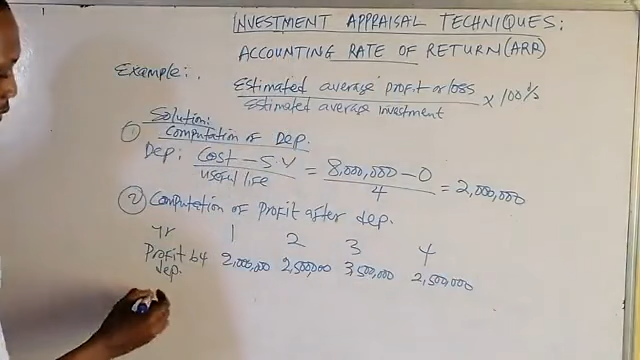 INVESTMENT APPRAISAL TECHNIQUES:
ACCOUNTING RATE OF RETURN (ARR)
Example:
Estimated average profit or loss
Estimated average investment × 100%
Solution:
① Computation of Dep:
Dep: Cost - S.V = 8,000,000 - 0 = 2,000,000
useful life 4
② Computation of Profit after dep.
Yr 1 2 3 4
Profit b4 2,000,000 2,500,000 3,500,000 2,500,000
dep.